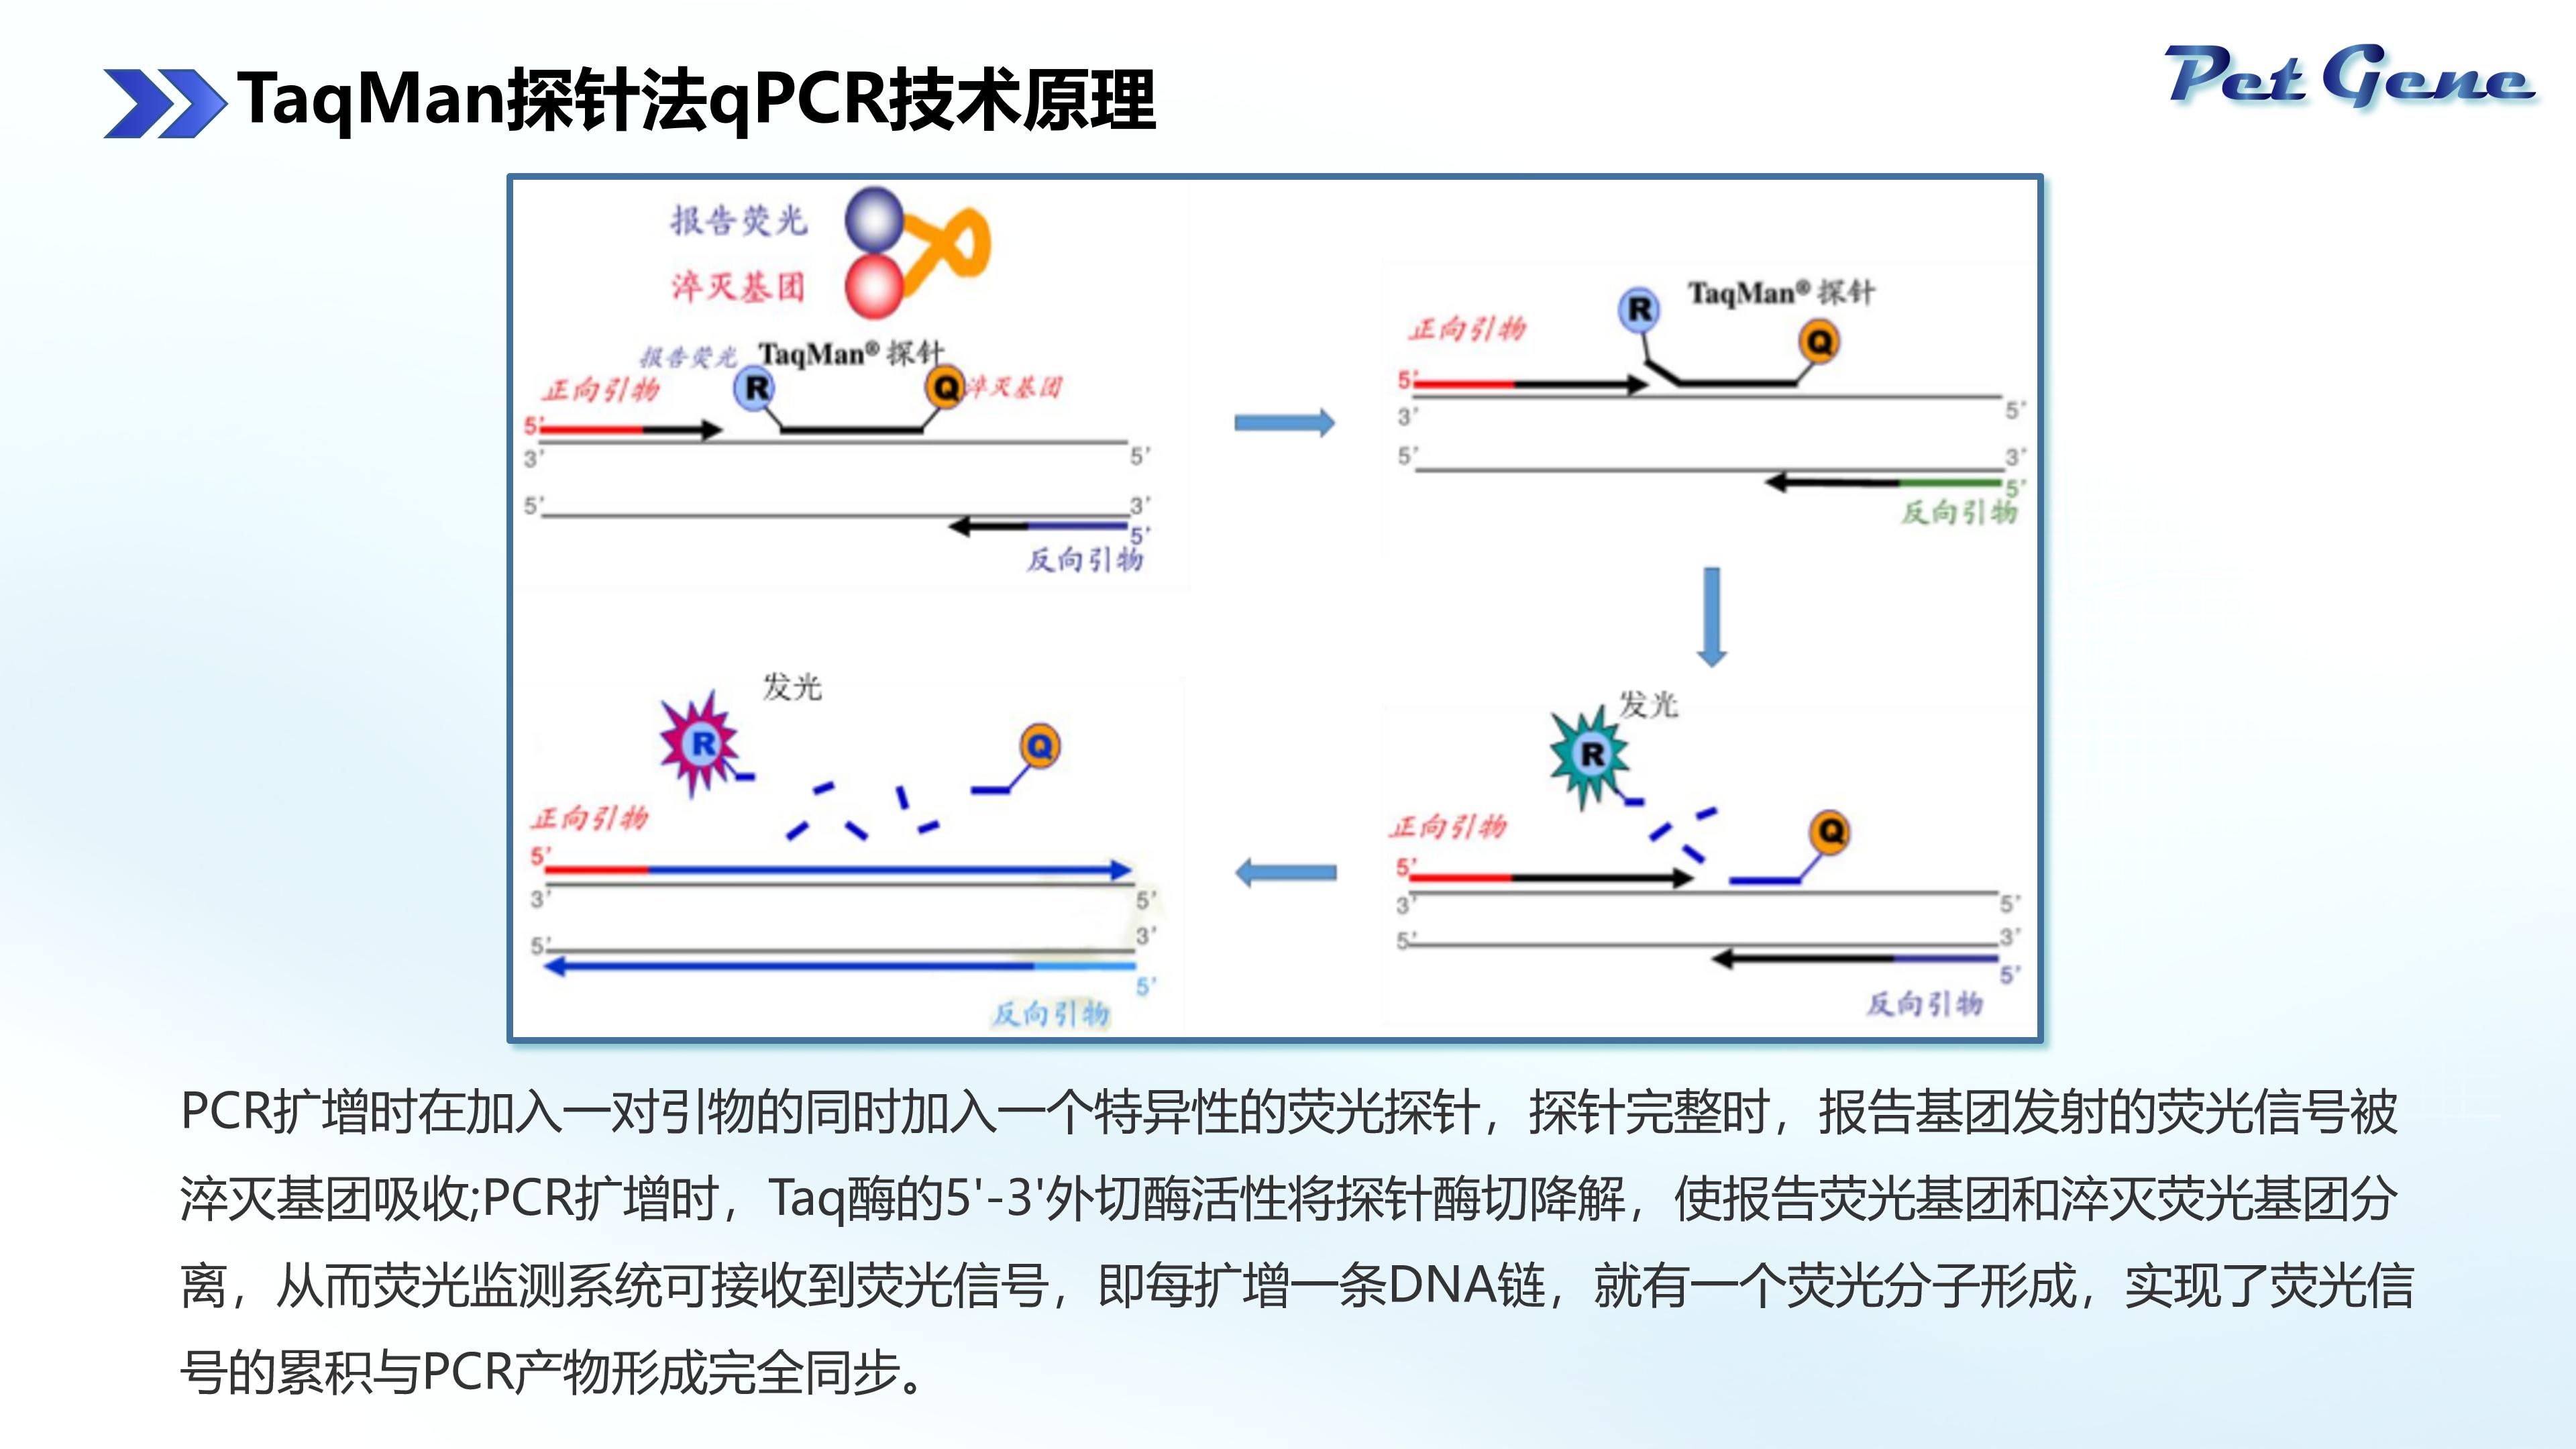 TaqMan探针法qPCR技术原理
Pet Gene
报告荧光
淬灭基团
报告荧光 TaqMan® 探针
正向引物 R Q 淬灭基团
5'
3' 5'
5' 3'
5'
反向引物
TaqMan® 探针
R
正向引物 Q
5'
3' 5'
5' 3'
5'
反向引物
发光
R Q
正向引物
5'
3' 5'
5' 3'
5'
反向引物
发光
R
正向引物 Q
5'
3' 5'
5' 3'
5'
反向引物
PCR扩增时在加入一对引物的同时加入一个特异性的荧光探针，探针完整时，报告基团发射的荧光信号被
淬灭基团吸收;PCR扩增时，Taq酶的5'-3'外切酶活性将探针酶切降解，使报告荧光基团和淬灭荧光基团分
离，从而荧光监测系统可接收到荧光信号，即每扩增一条DNA链，就有一个荧光分子形成，实现了荧光信
号的累积与PCR产物形成完全同步。